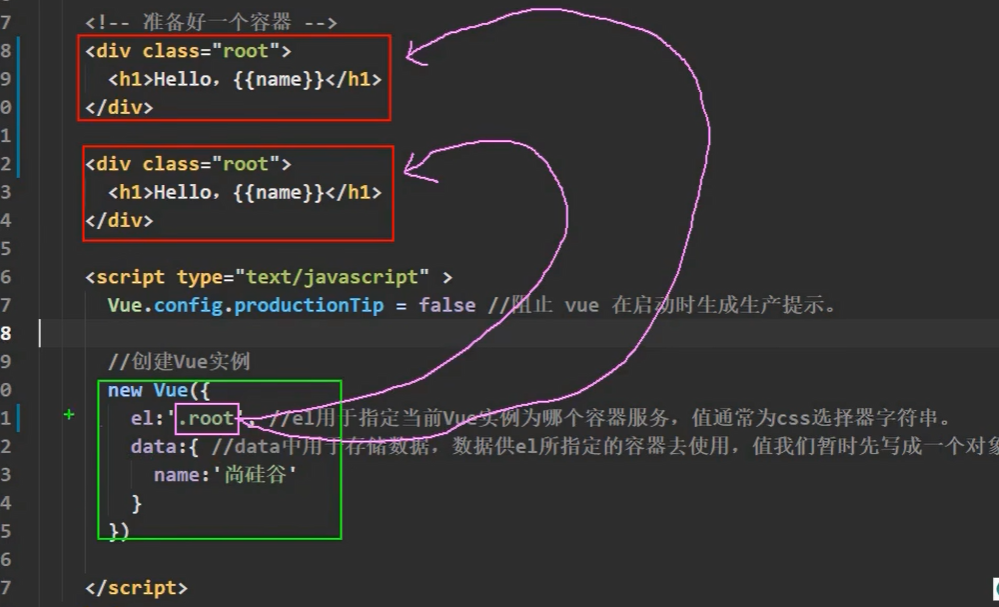 7 <!-- 准备好一个容器 -->
8 <div class="root">
9 <h1>Hello，{{name}}</h1>
0 </div>
1
2 <div class="root">
3 <h1>Hello，{{name}}</h1>
4 </div>
5
6 <script type="text/javascript" >
7 Vue.config.productionTip = false //阻止 vue 在启动时生成生产提示。
8
9 //创建Vue实例
0 new Vue({
1 + el:'.root', //el用于指定当前Vue实例为哪个容器服务，值通常为css选择器字符串。
2 data:{ //data中用于存储数据，数据供el所指定的容器去使用，值我们暂时先写成一个对象
3 name:'尚硅谷'
4 }
5 })
6
7 </script>